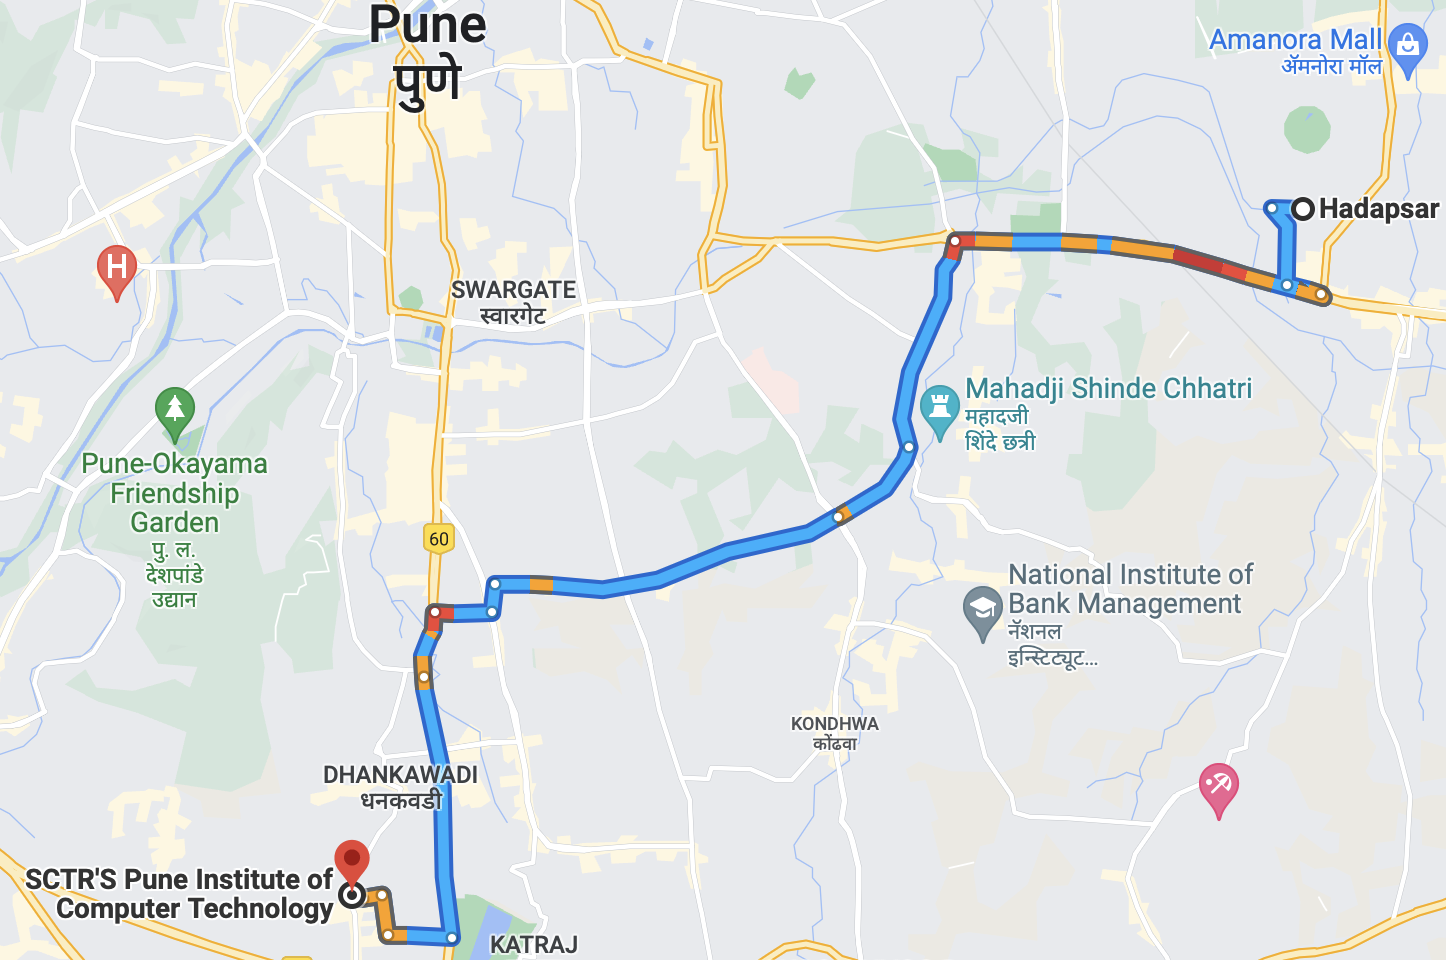 Pune
पुणे
Amanora Mall
ॲमनोरा मॉल
Hadapsar
H
SWARGATE
स्वारगेट
Mahadji Shinde Chhatri
महादजी
शिंदे छत्री
Pune-Okayama
Friendship
Garden
पु. ल.
देशपांडे
उद्यान
60
National Institute of
Bank Management
नॅशनल
इन्स्टिट्यूट...
KONDHWA
कोंढवा
DHANKAWADI
धनकवडी
SCTR'S Pune Institute of
Computer Technology
KATRAJ